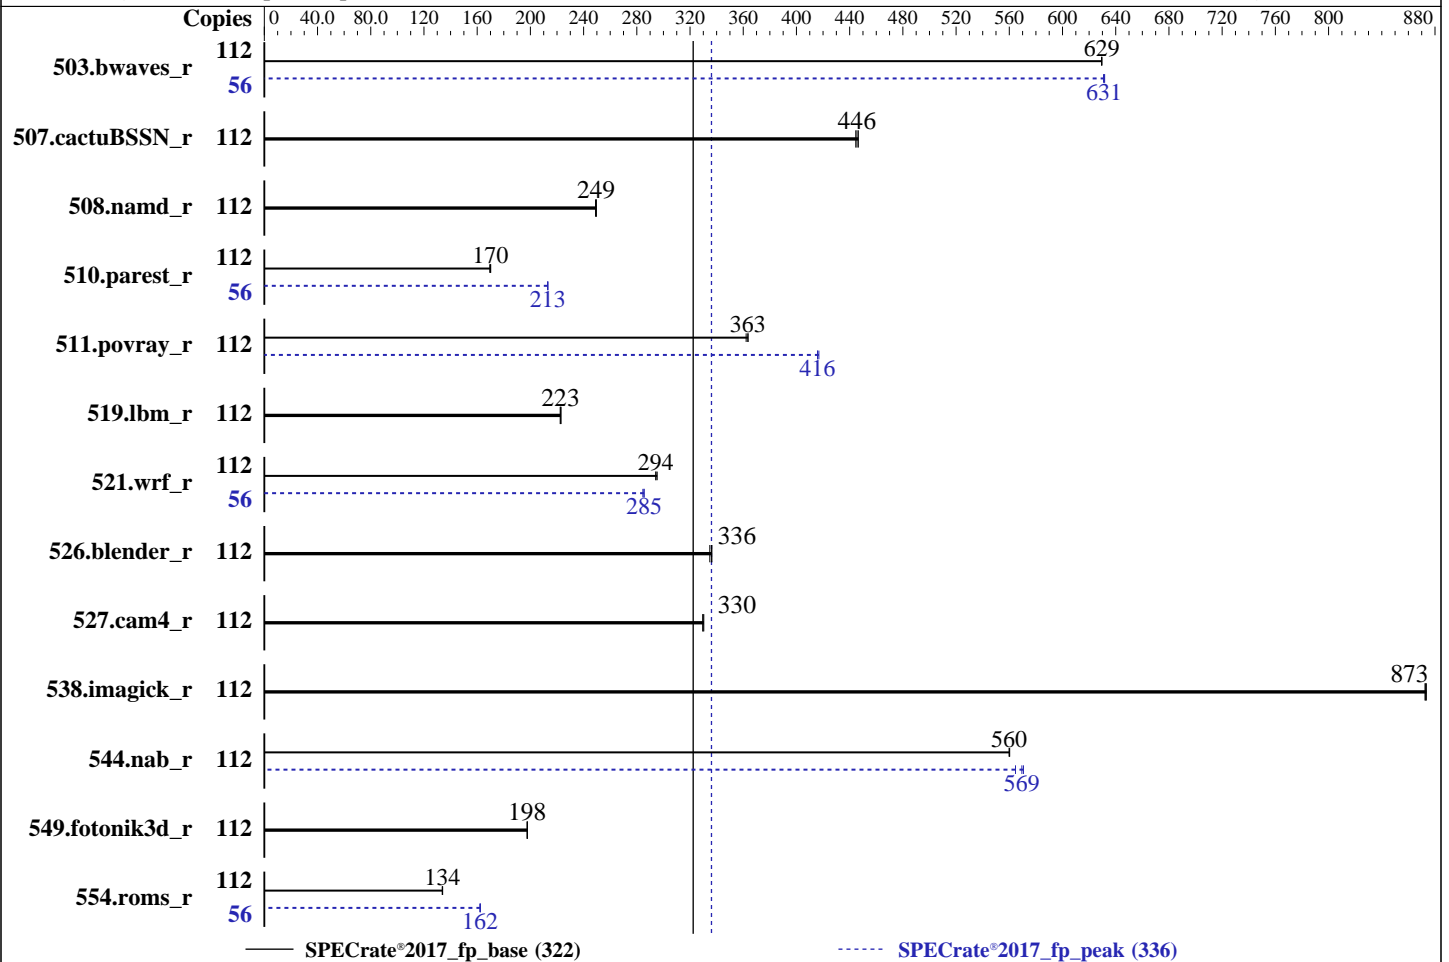 Copies 0 40.0 80.0 120 160 200 240 280 320 360 400 440 480 520 560 600 640 680 720 760 800 880
503.bwaves_r 112 629
56 631
507.cactuBSSN_r 112 446
508.namd_r 112 249
510.parest_r 112 170
56 213
511.povray_r 112 363
416
519.lbm_r 112 223
521.wrf_r 112 294
56 285
526.blender_r 112 336
527.cam4_r 112 330
538.imagick_r 112 873
544.nab_r 112 560
569
549.fotonik3d_r 112 198
554.roms_r 112 134
56 162
SPECrate®2017_fp_base (322) SPECrate®2017_fp_peak (336)